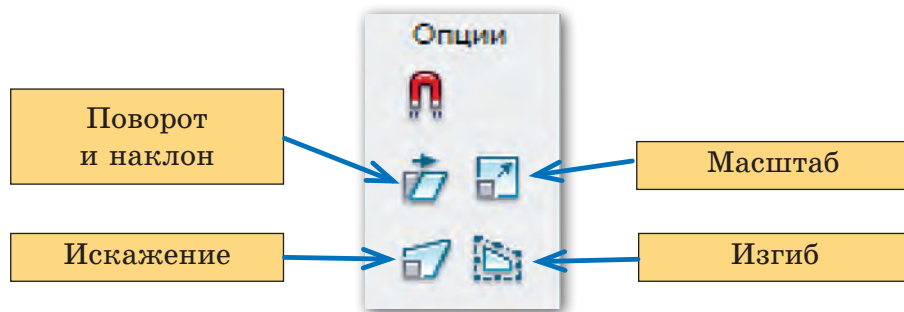 Опции
Поворот
и наклон
Масштаб
Искажение
Изгиб